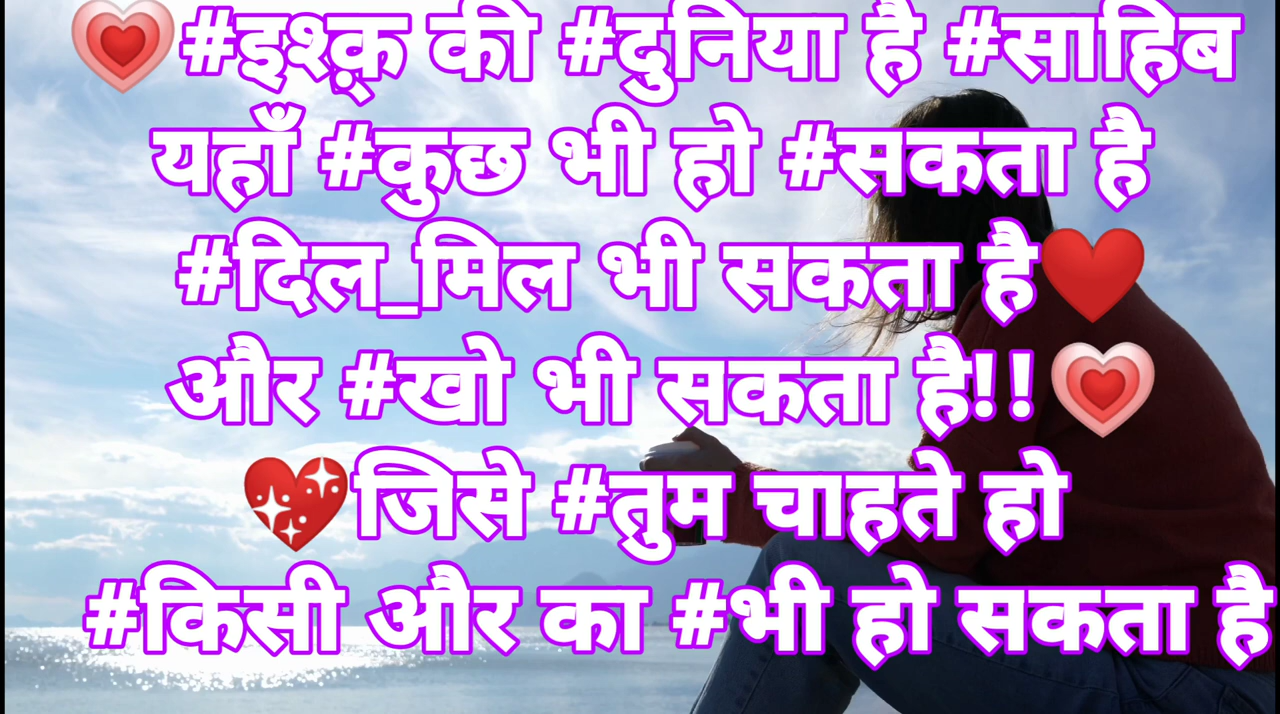 💗#इश्क़ की #दुनिया है #साहिब
यहाँ #कुछ भी हो #सकता है
#दिल_मिल भी सकता है❤️
और #खो भी सकता है!! 💗
💖जिसे #तुम चाहते हो
#किसी और का #भी हो सकता है